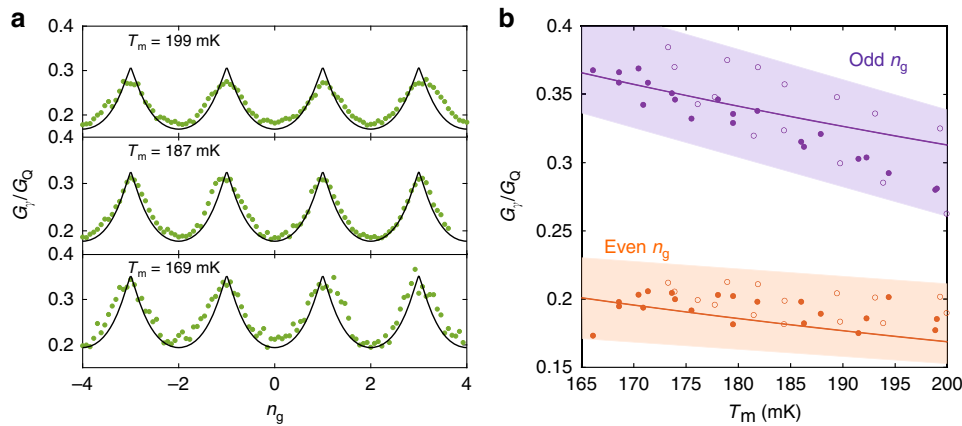 a
T_m = 199 mK
0.4
0.3
0.2
T_m = 187 mK
0.4
0.3
0.2
T_m = 169 mK
0.4
0.3
0.2
G_γ/G_Q
−4 −2 0 2 4
n_g
b
Odd n_g
Even n_g
0.4
0.35
0.3
0.25
0.2
0.15
G_γ/G_Q
165 170 175 180 185 190 195 200
T_m (mK)